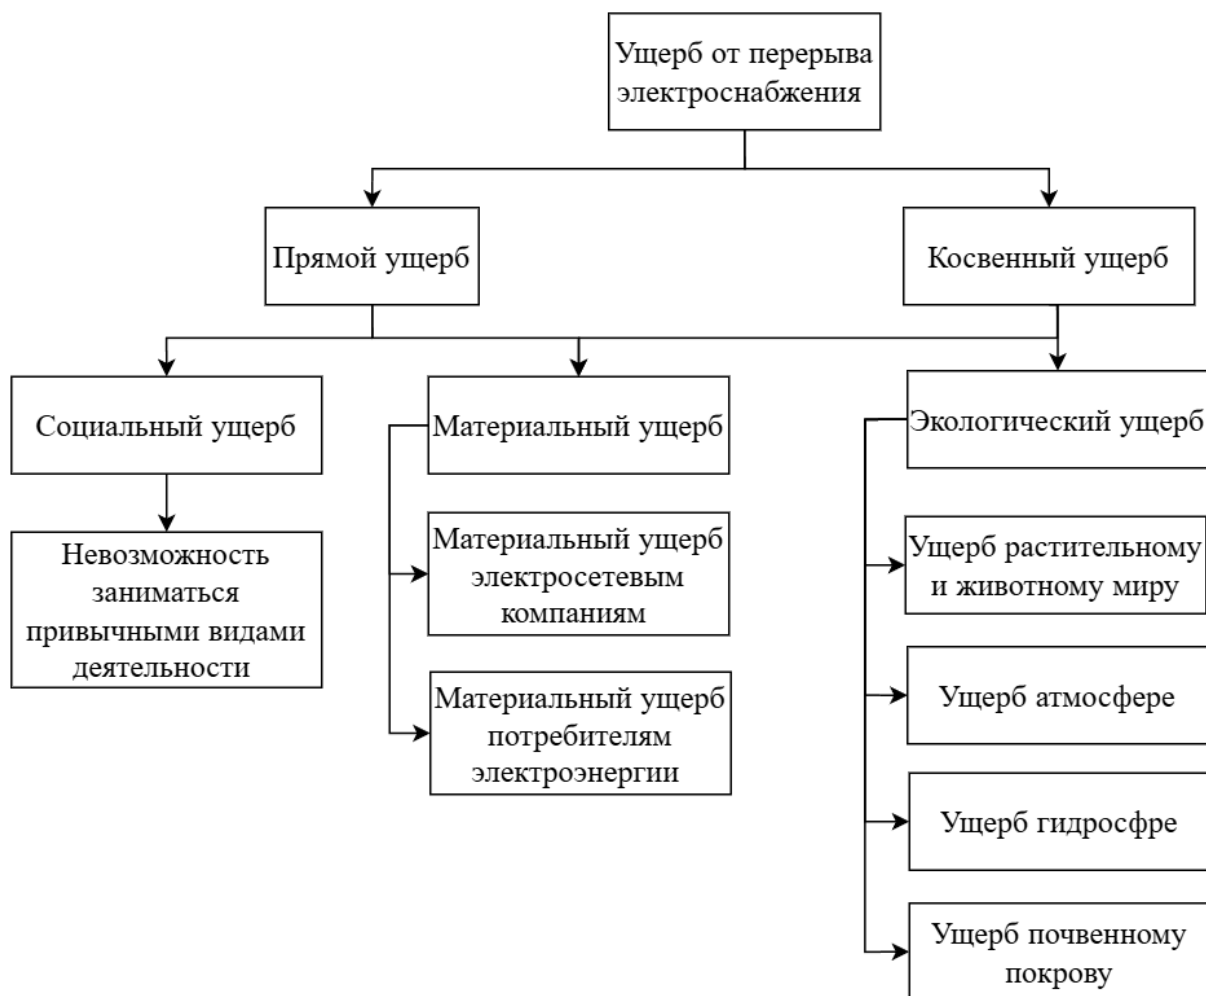 Ущерб от перерыва
электроснабжения
Прямой ущерб
Косвенный ущерб
Социальный ущерб
Материальный ущерб
Экологический ущерб
Невозможность
заниматься
привычными видами
деятельности
Материальный ущерб
электросетевым
компаниям
Материальный ущерб
потребителям
электроэнергии
Ущерб растительному
и животному миру
Ущерб атмосфере
Ущерб гидросфре
Ущерб почвенному
покрову